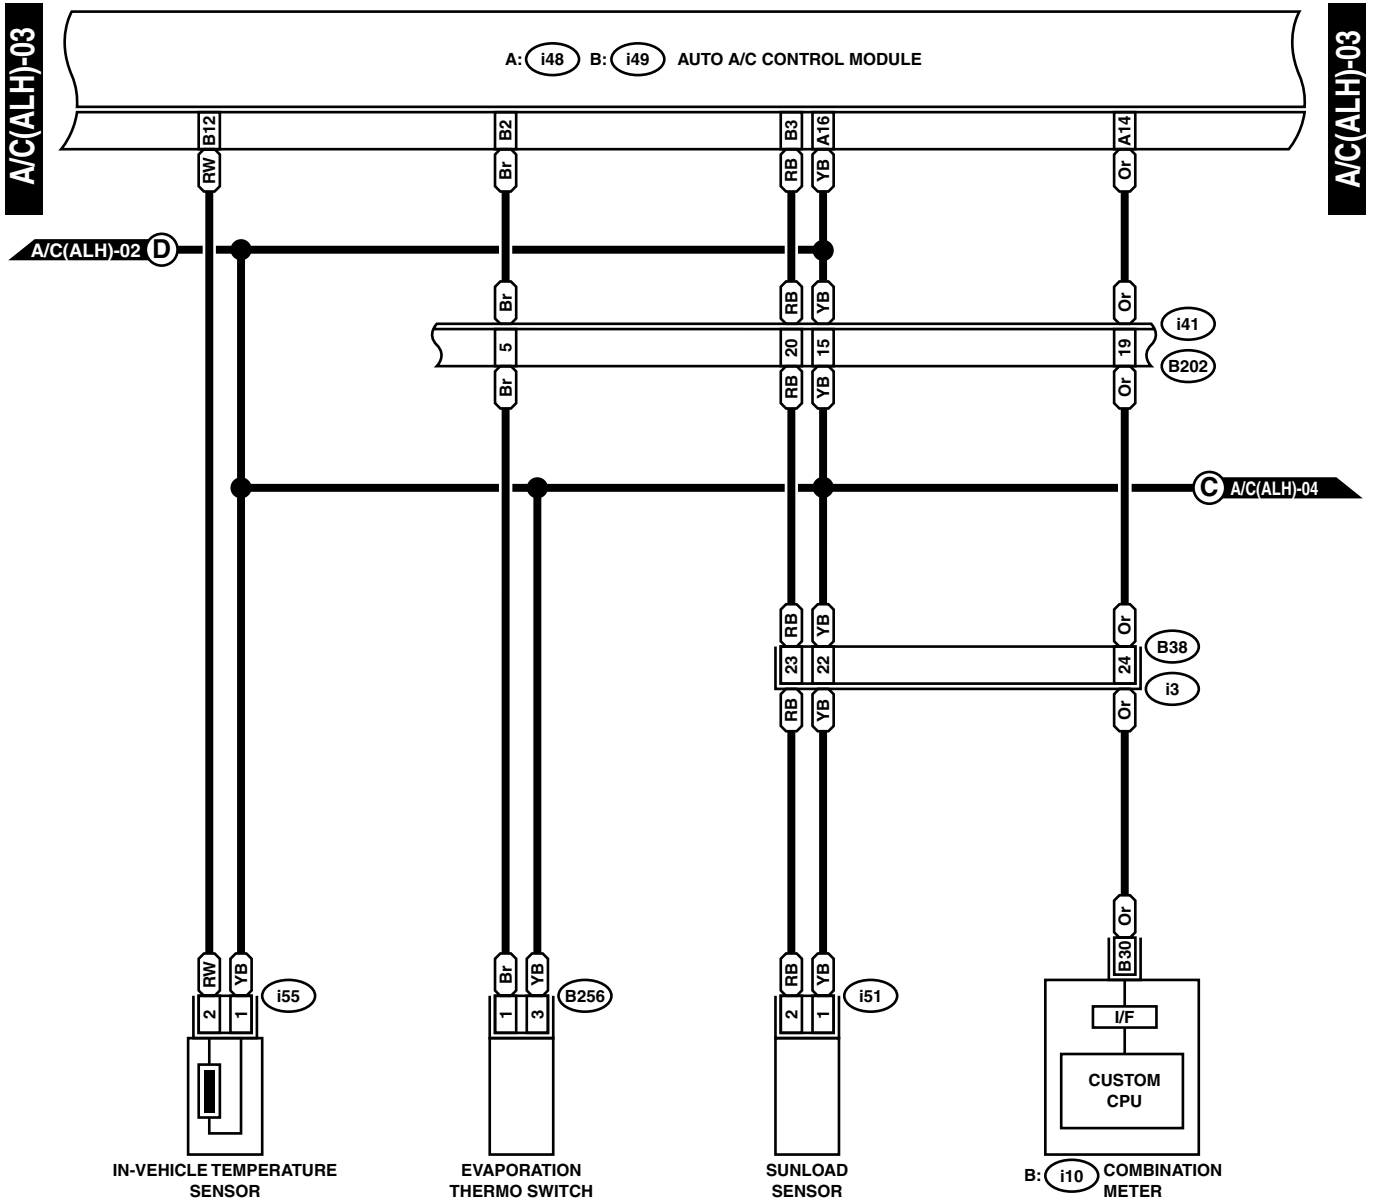 A/C(ALH)-03
A/C(ALH)-03
A: i48 B: i49 AUTO A/C CONTROL MODULE
B12 B2 B3 A16 A14
RW Br RB YB Or
A/C(ALH)-02 D
Br RB YB Or
i41
5 20 15 19
B202
Br RB YB Or
C A/C(ALH)-04
RB YB Or
B38
23 22 24
i3
RB YB Or
Or
B30
RW YB Br YB RB YB
i55 B256 i51
2 1 1 3 2 1
I/F
CUSTOM
CPU
IN-VEHICLE TEMPERATURE
SENSOR
EVAPORATION
THERMO SWITCH
SUNLOAD
SENSOR
B: i10 COMBINATION
METER